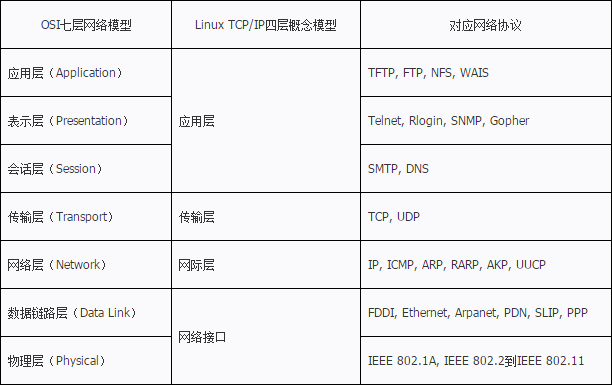 OSI七层网络模型 Linux TCP/IP四层概念模型 对应网络协议
应用层（Application） TFTP, FTP, NFS, WAIS
表示层（Presentation） 应用层 Telnet, Rlogin, SNMP, Gopher
会话层（Session） SMTP, DNS
传输层（Transport） 传输层 TCP, UDP
网络层（Network） 网际层 IP, ICMP, ARP, RARP, AKP, UUCP
数据链路层（Data Link） FDDI, Ethernet, Arpanet, PDN, SLIP, PPP
网络接口
物理层（Physical） IEEE 802.1A, IEEE 802.2到IEEE 802.11